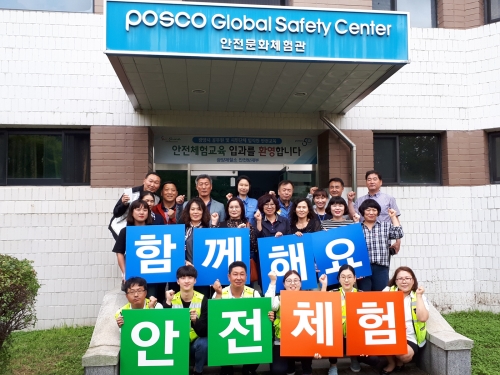 posco Global Safety Center
안전문화체험관
안전체험교육 입과를 환영합니다
함께해요
안전체험